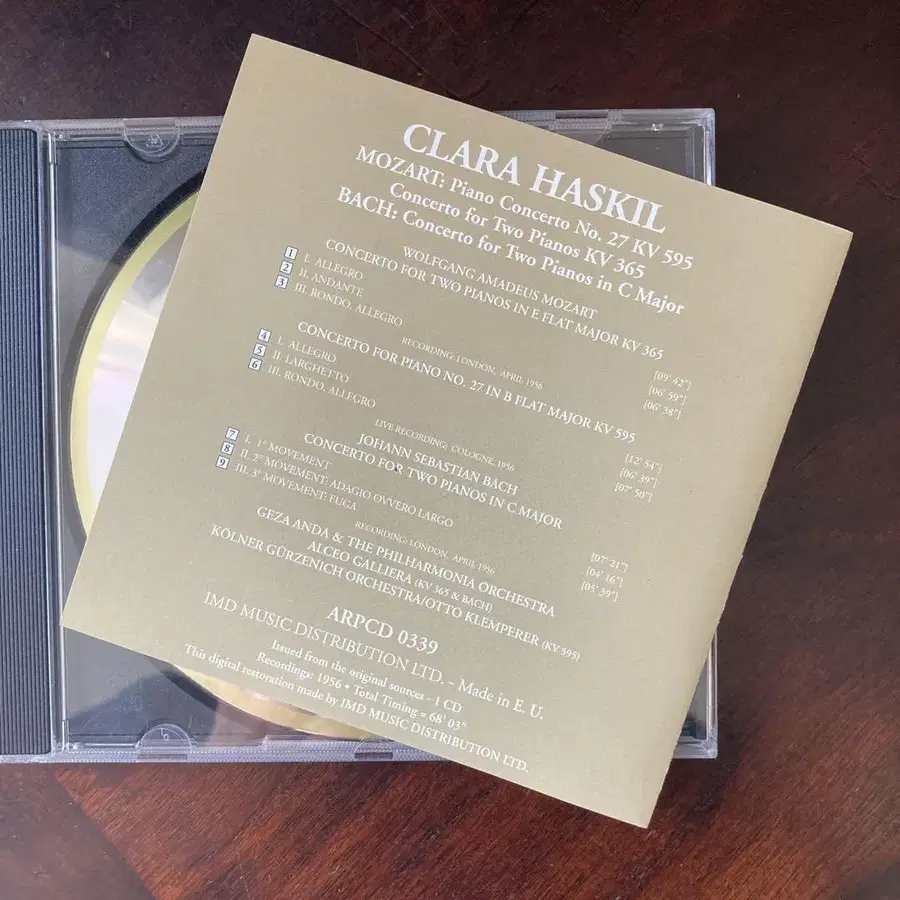 CLARA HASKIL
MOZART: Piano Concerto No. 27 KV 595
Concerto for Two Pianos KV 365
BACH: Concerto for Two Pianos in C Major
WOLFGANG AMADEUS MOZART
CONCERTO FOR TWO PIANOS IN E FLAT MAJOR KV 365
1 I. ALLEGRO [09' 42"]
2 II. ANDANTE [06' 59"]
3 III. RONDO, ALLEGRO [06' 38"]
RECORDING: LONDON, APRIL 1956
CONCERTO FOR PIANO NO. 27 IN B FLAT MAJOR KV 595
4 I. ALLEGRO [12' 54"]
5 II. LARGHETTO [06' 39"]
6 III. RONDO, ALLEGRO [07' 50"]
LIVE RECORDING: COLOGNE, 1956
JOHANN SEBASTIAN BACH
CONCERTO FOR TWO PIANOS IN C MAJOR
7 I. 1° MOVEMENT [07' 21"]
8 II. 2° MOVEMENT: ADAGIO OVVERO LARGO [04' 16"]
9 III. 3° MOVEMENT: FUGA [05' 39"]
RECORDING: LONDON, APRIL 1956
GEZA ANDA & THE PHILHARMONIA ORCHESTRA
ALCEO GALLIERA (KV 365 & BACH)
KÖLNER GÜRZENICH ORCHESTRA/OTTO KLEMPERER (KV 595)
ARPCD 0339
IMD MUSIC DISTRIBUTION LTD. - Made in E. U.
Issued from the original sources - 1 CD
Recordings: 1956 • Total Timing = 68' 03"
This digital restoration made by IMD MUSIC DISTRIBUTION LTD.